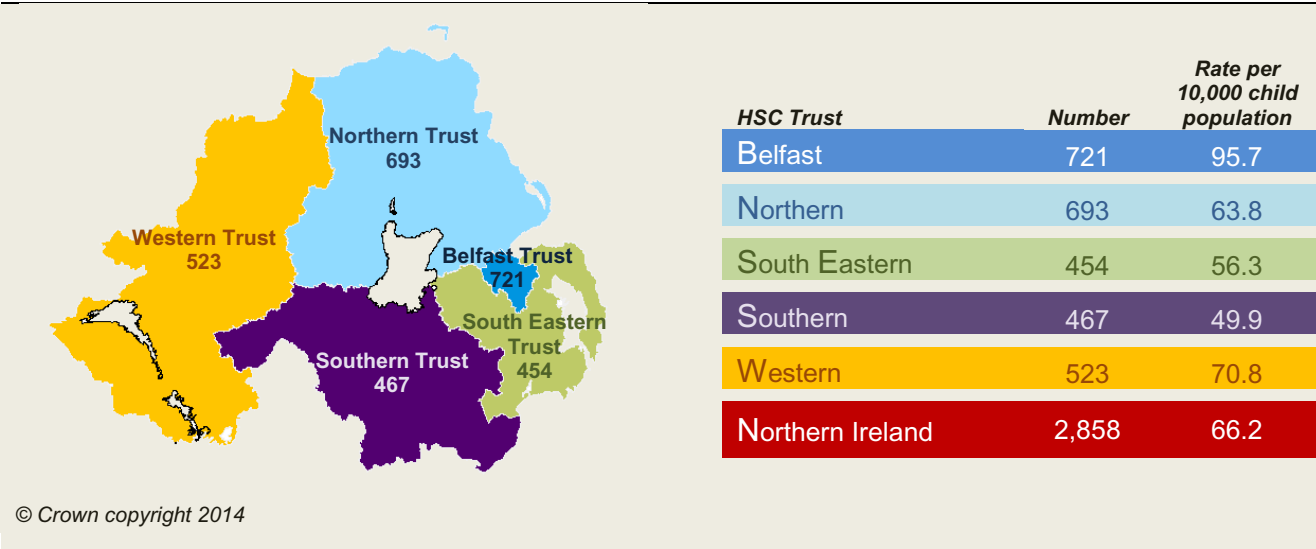 Northern Trust
693
Western Trust
523
Belfast Trust
721
South Eastern
Trust
454
Southern Trust
467
© Crown copyright 2014
HSC Trust Number Rate per
10,000 child
population
Belfast 721 95.7
Northern 693 63.8
South Eastern 454 56.3
Southern 467 49.9
Western 523 70.8
Northern Ireland 2,858 66.2